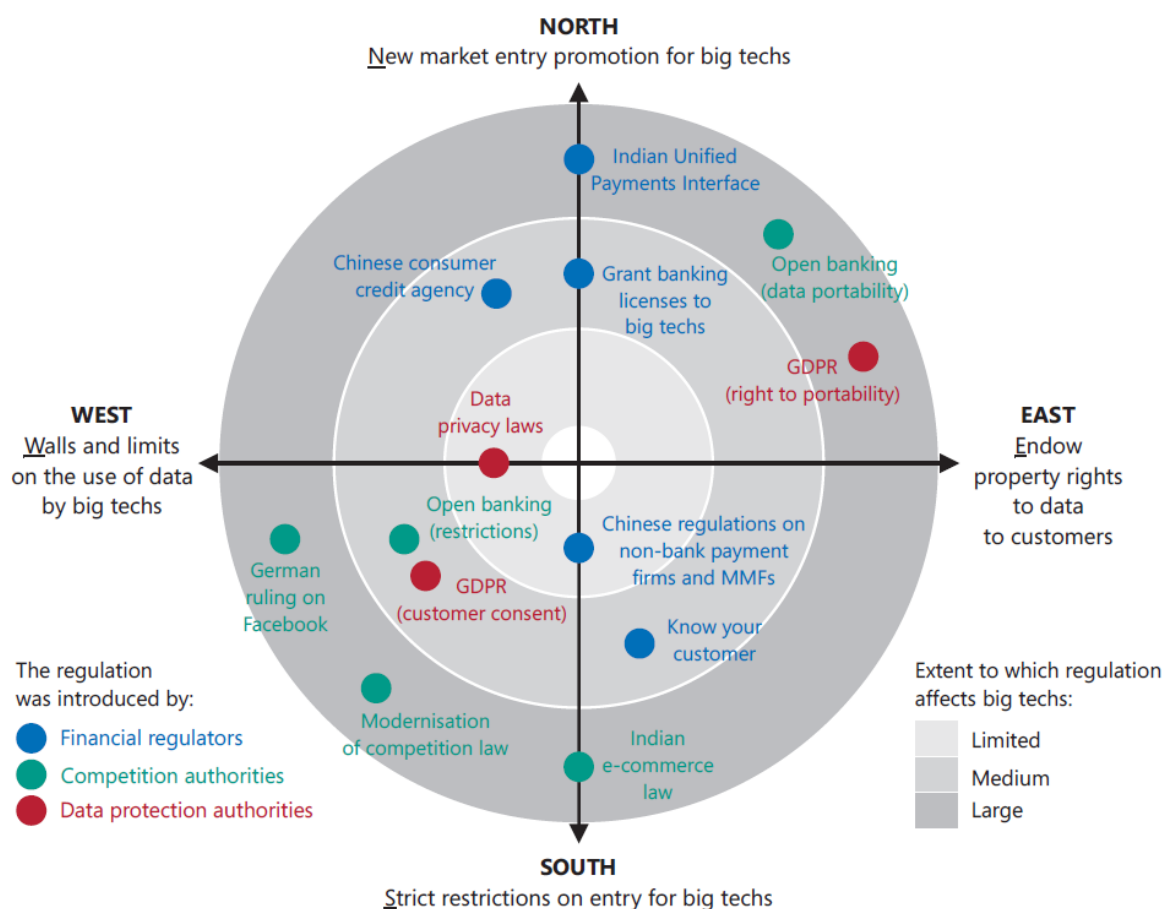 NORTH
New market entry promotion for big techs
Indian Unified
Payments Interface
Open banking
(data portability)
Chinese consumer
credit agency
Grant banking
licenses to
big techs
GDPR
(right to portability)
Data
privacy laws
WEST
Walls and limits
on the use of data
by big techs
EAST
Endow
property rights
to data
to customers
Open banking
(restrictions)
Chinese regulations on
non-bank payment
firms and MMFs
German
ruling on
Facebook
GDPR
(customer consent)
Know your
customer
Modernisation
of competition law
Indian
e-commerce
law
The regulation
was introduced by:
Financial regulators
Competition authorities
Data protection authorities
Extent to which regulation
affects big techs:
Limited
Medium
Large
SOUTH
Strict restrictions on entry for big techs